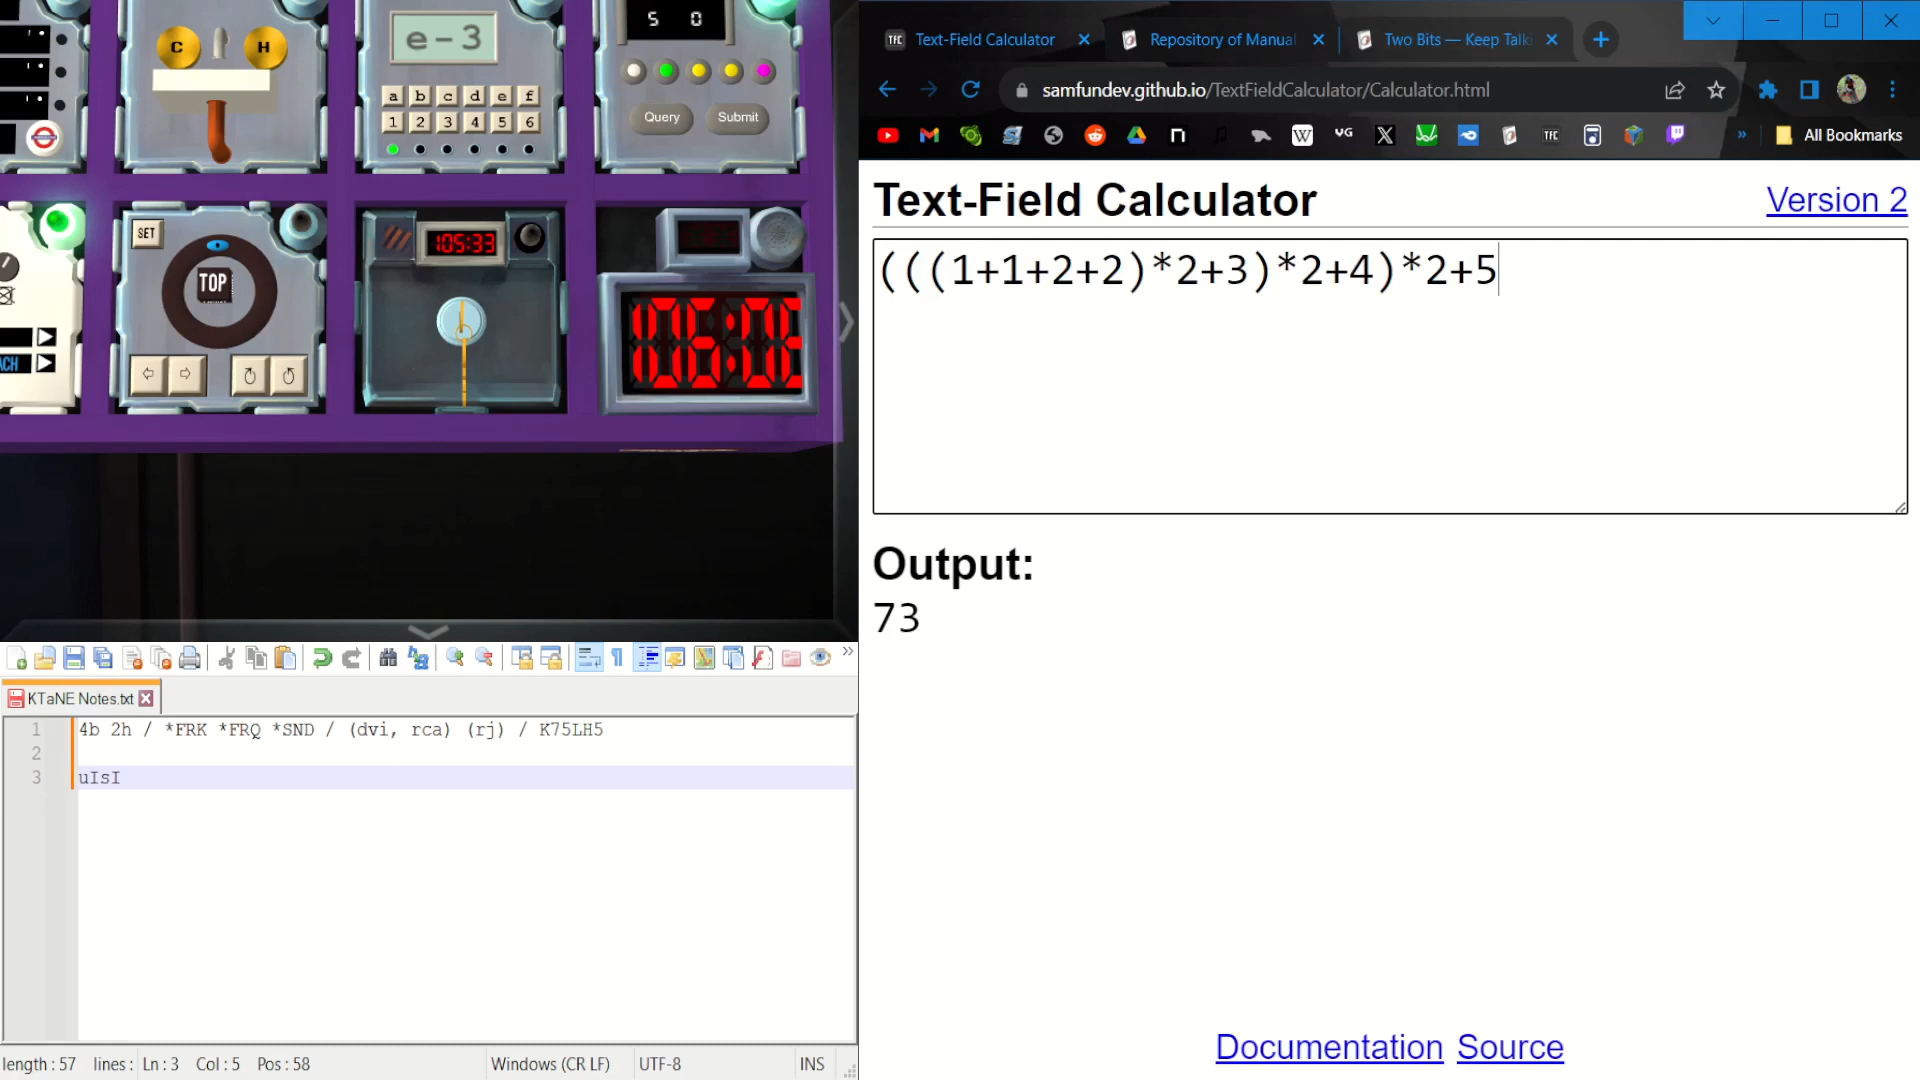 C H
e-3
a b c d e f
1 2 3 4 5 6
5 0
Query Submit
SET
TOP
105:33
ACH
Text-Field Calculator
Repository of Manual
Two Bits — Keep Talki
samfundev.github.io/TextFieldCalculator/Calculator.html
All Bookmarks
Text-Field Calculator
Version 2
(((1+1+2+2)*2+3)*2+4)*2+5
Output:
73
Documentation Source
KTaNE Notes.txt
1 4b 2h / *FRK *FRQ *SND / (dvi, rca) (rj) / K75LH5
2
3 uIsI
length : 57 lines : Ln : 3 Col : 5 Pos : 58 Windows (CR LF) UTF-8 INS